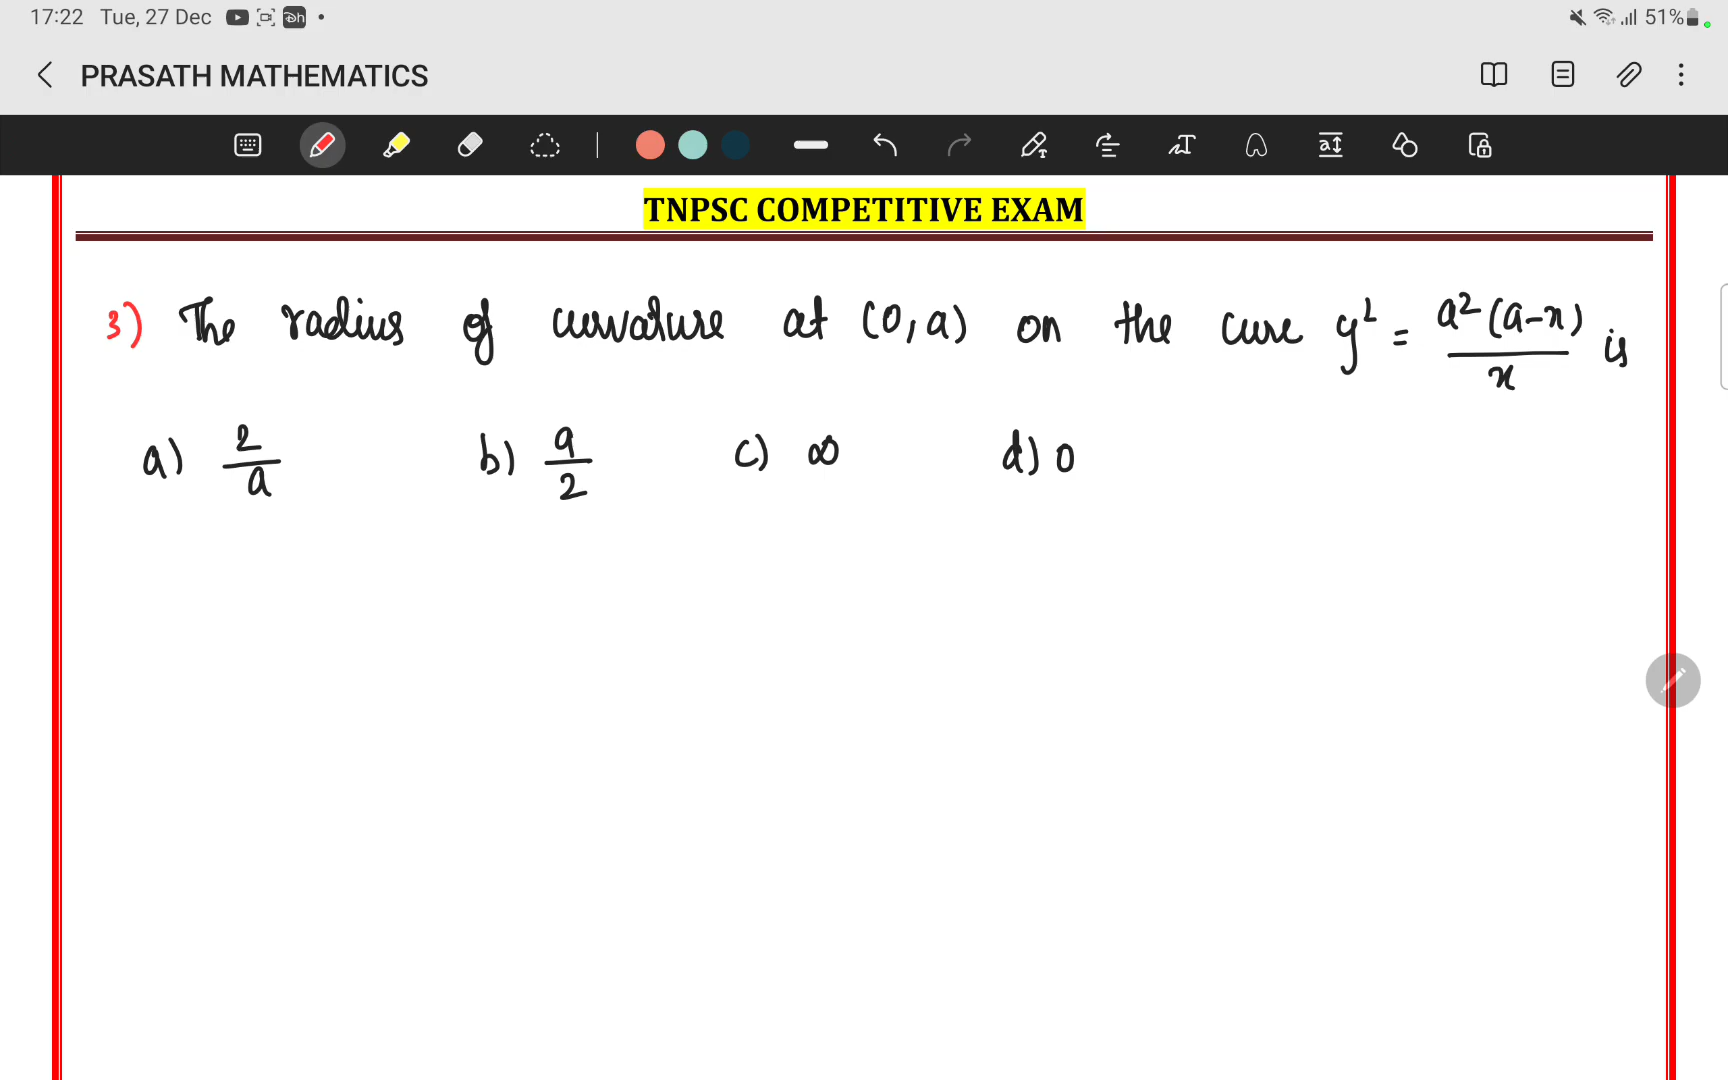 17:22 Tue, 27 Dec 51%
PRASATH MATHEMATICS
TNPSC COMPETITIVE EXAM
3) The radius of curvature at (0, a) on the curve y² = a²(a-x)/x is
a) 2/a b) a/2 c) ∞ d) 0